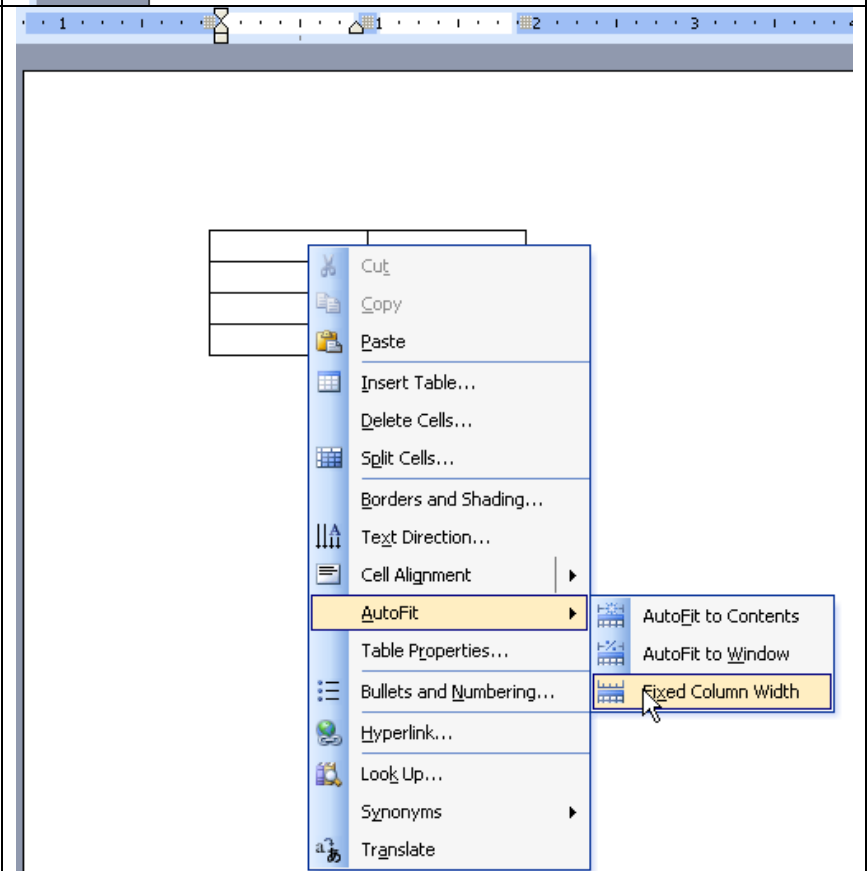 1 1 2 3 4
Cut
Copy
Paste
Insert Table...
Delete Cells...
Split Cells...
Borders and Shading...
Text Direction...
Cell Alignment
AutoFit
AutoFit to Contents
AutoFit to Window
Fixed Column Width
Table Properties...
Bullets and Numbering...
Hyperlink...
Look Up...
Synonyms
Translate